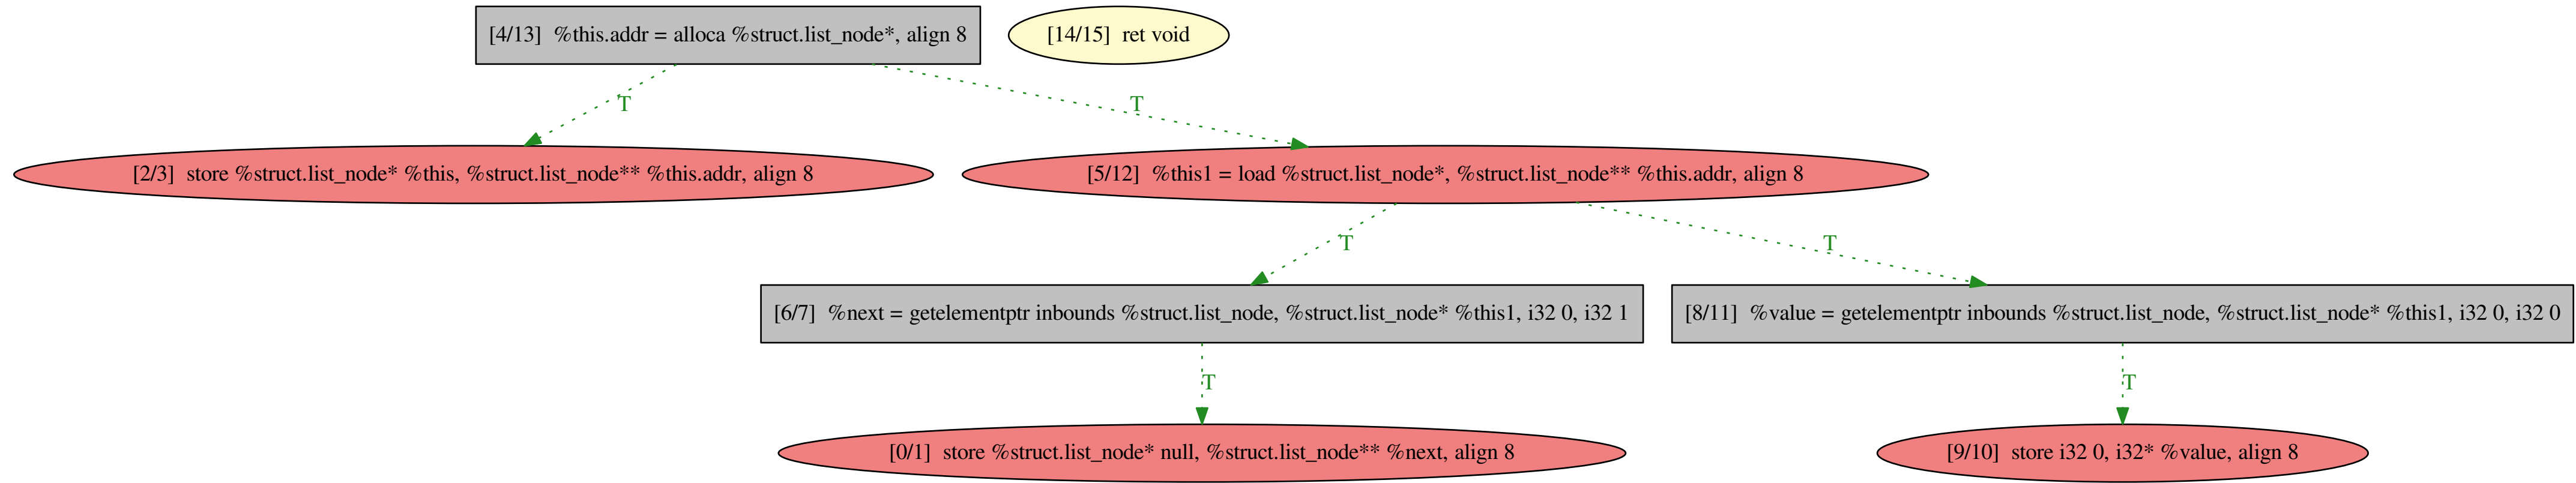 [4/13] %this.addr = alloca %struct.list_node*, align 8
[14/15] ret void
T
T
[2/3] store %struct.list_node* %this, %struct.list_node** %this.addr, align 8
[5/12] %this1 = load %struct.list_node*, %struct.list_node** %this.addr, align 8
T
T
[6/7] %next = getelementptr inbounds %struct.list_node, %struct.list_node* %this1, i32 0, i32 1
[8/11] %value = getelementptr inbounds %struct.list_node, %struct.list_node* %this1, i32 0, i32 0
T
T
[0/1] store %struct.list_node* null, %struct.list_node** %next, align 8
[9/10] store i32 0, i32* %value, align 8